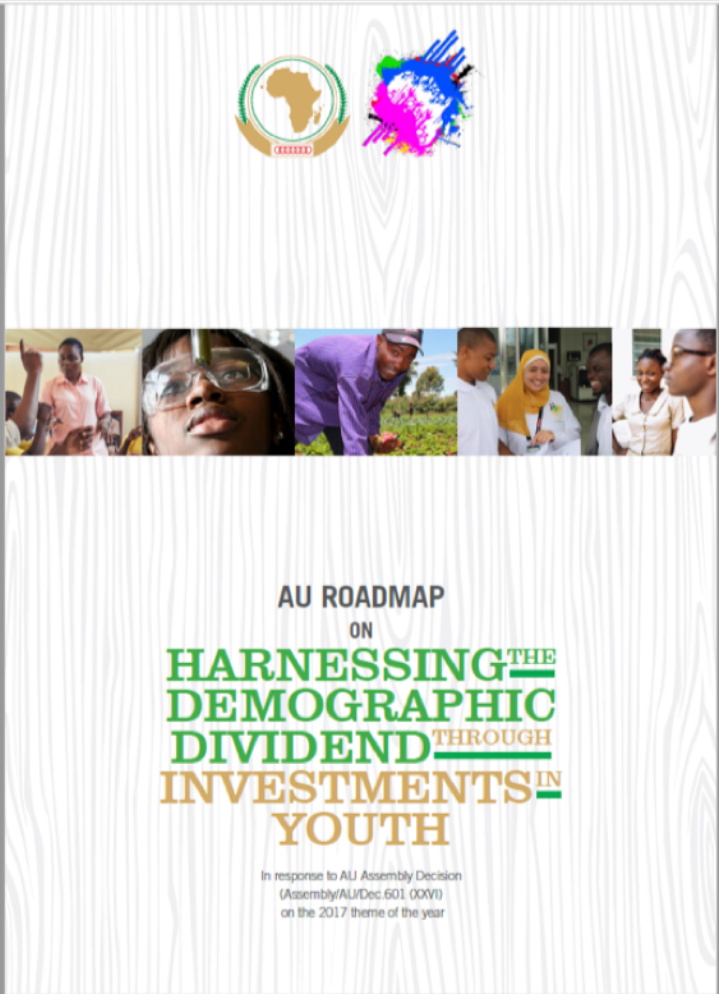 AU ROADMAP
ON
HARNESSING THE
DEMOGRAPHIC
DIVIDEND THROUGH
INVESTMENTS IN
YOUTH
In response to AU Assembly Decision
(Assembly/AU/Dec.601 (XXVI)
on the 2017 theme of the year